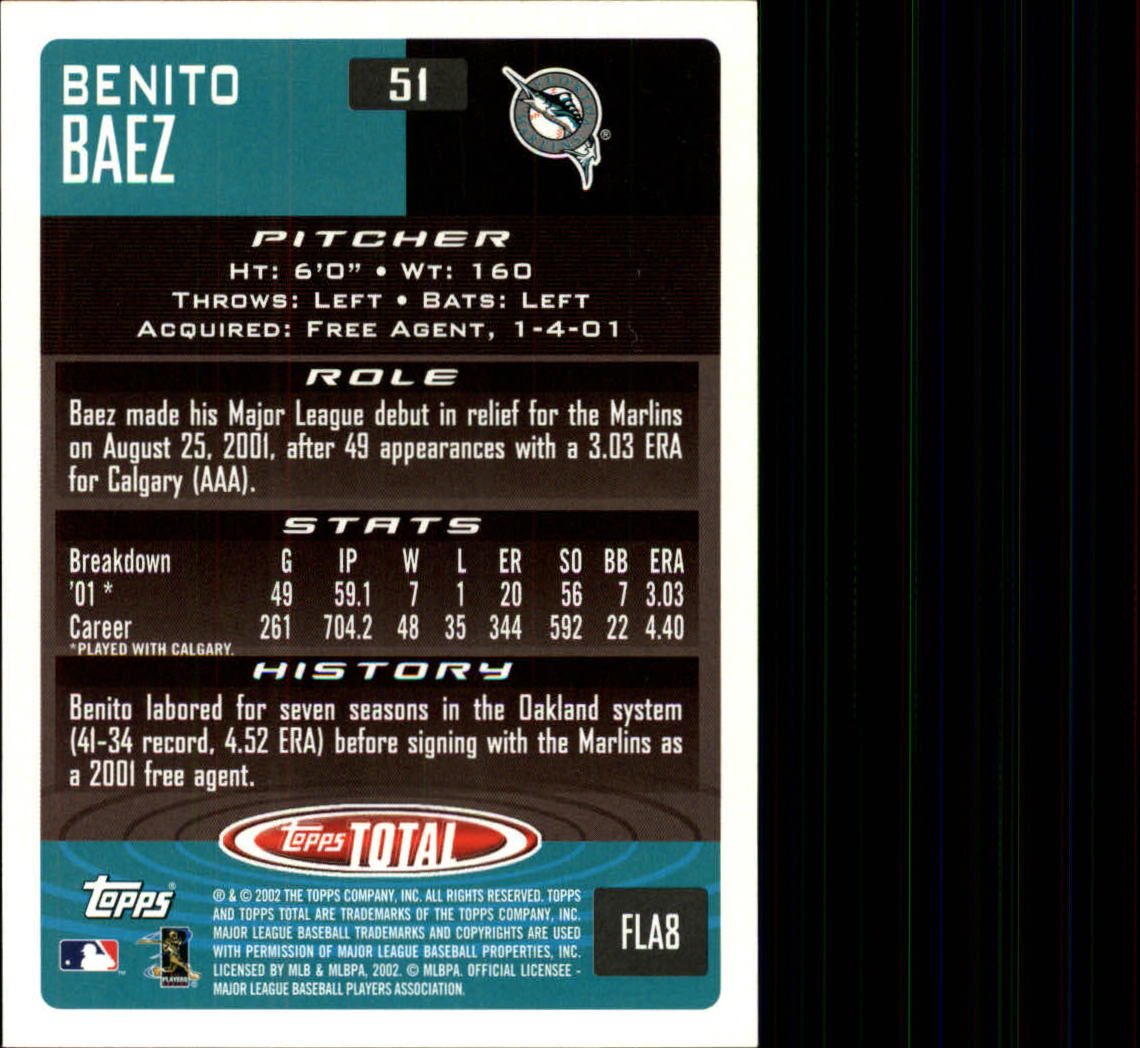 BENITO
BAEZ
51
®
PITCHER
HT: 6'0" • WT: 160
THROWS: LEFT • BATS: LEFT
ACQUIRED: FREE AGENT, 1-4-01
ROLE
Baez made his Major League debut in relief for the Marlins
on August 25, 2001, after 49 appearances with a 3.03 ERA
for Calgary (AAA).
STATS
Breakdown G IP W L ER SO BB ERA
'01 * 49 59.1 7 1 20 56 7 3.03
Career 261 704.2 48 35 344 592 22 4.40
*PLAYED WITH CALGARY.
HISTORY
Benito labored for seven seasons in the Oakland system
(41-34 record, 4.52 ERA) before signing with the Marlins as
a 2001 free agent.
Topps TOTAL
Topps®
® & © 2002 THE TOPPS COMPANY, INC. ALL RIGHTS RESERVED. TOPPS
AND TOPPS TOTAL ARE TRADEMARKS OF THE TOPPS COMPANY, INC.
MAJOR LEAGUE BASEBALL TRADEMARKS AND COPYRIGHTS ARE USED
WITH PERMISSION OF MAJOR LEAGUE BASEBALL PROPERTIES, INC.
LICENSED BY MLB & MLBPA, 2002. © MLBPA. OFFICIAL LICENSEE -
MAJOR LEAGUE BASEBALL PLAYERS ASSOCIATION.
PLAYERS
FLA8